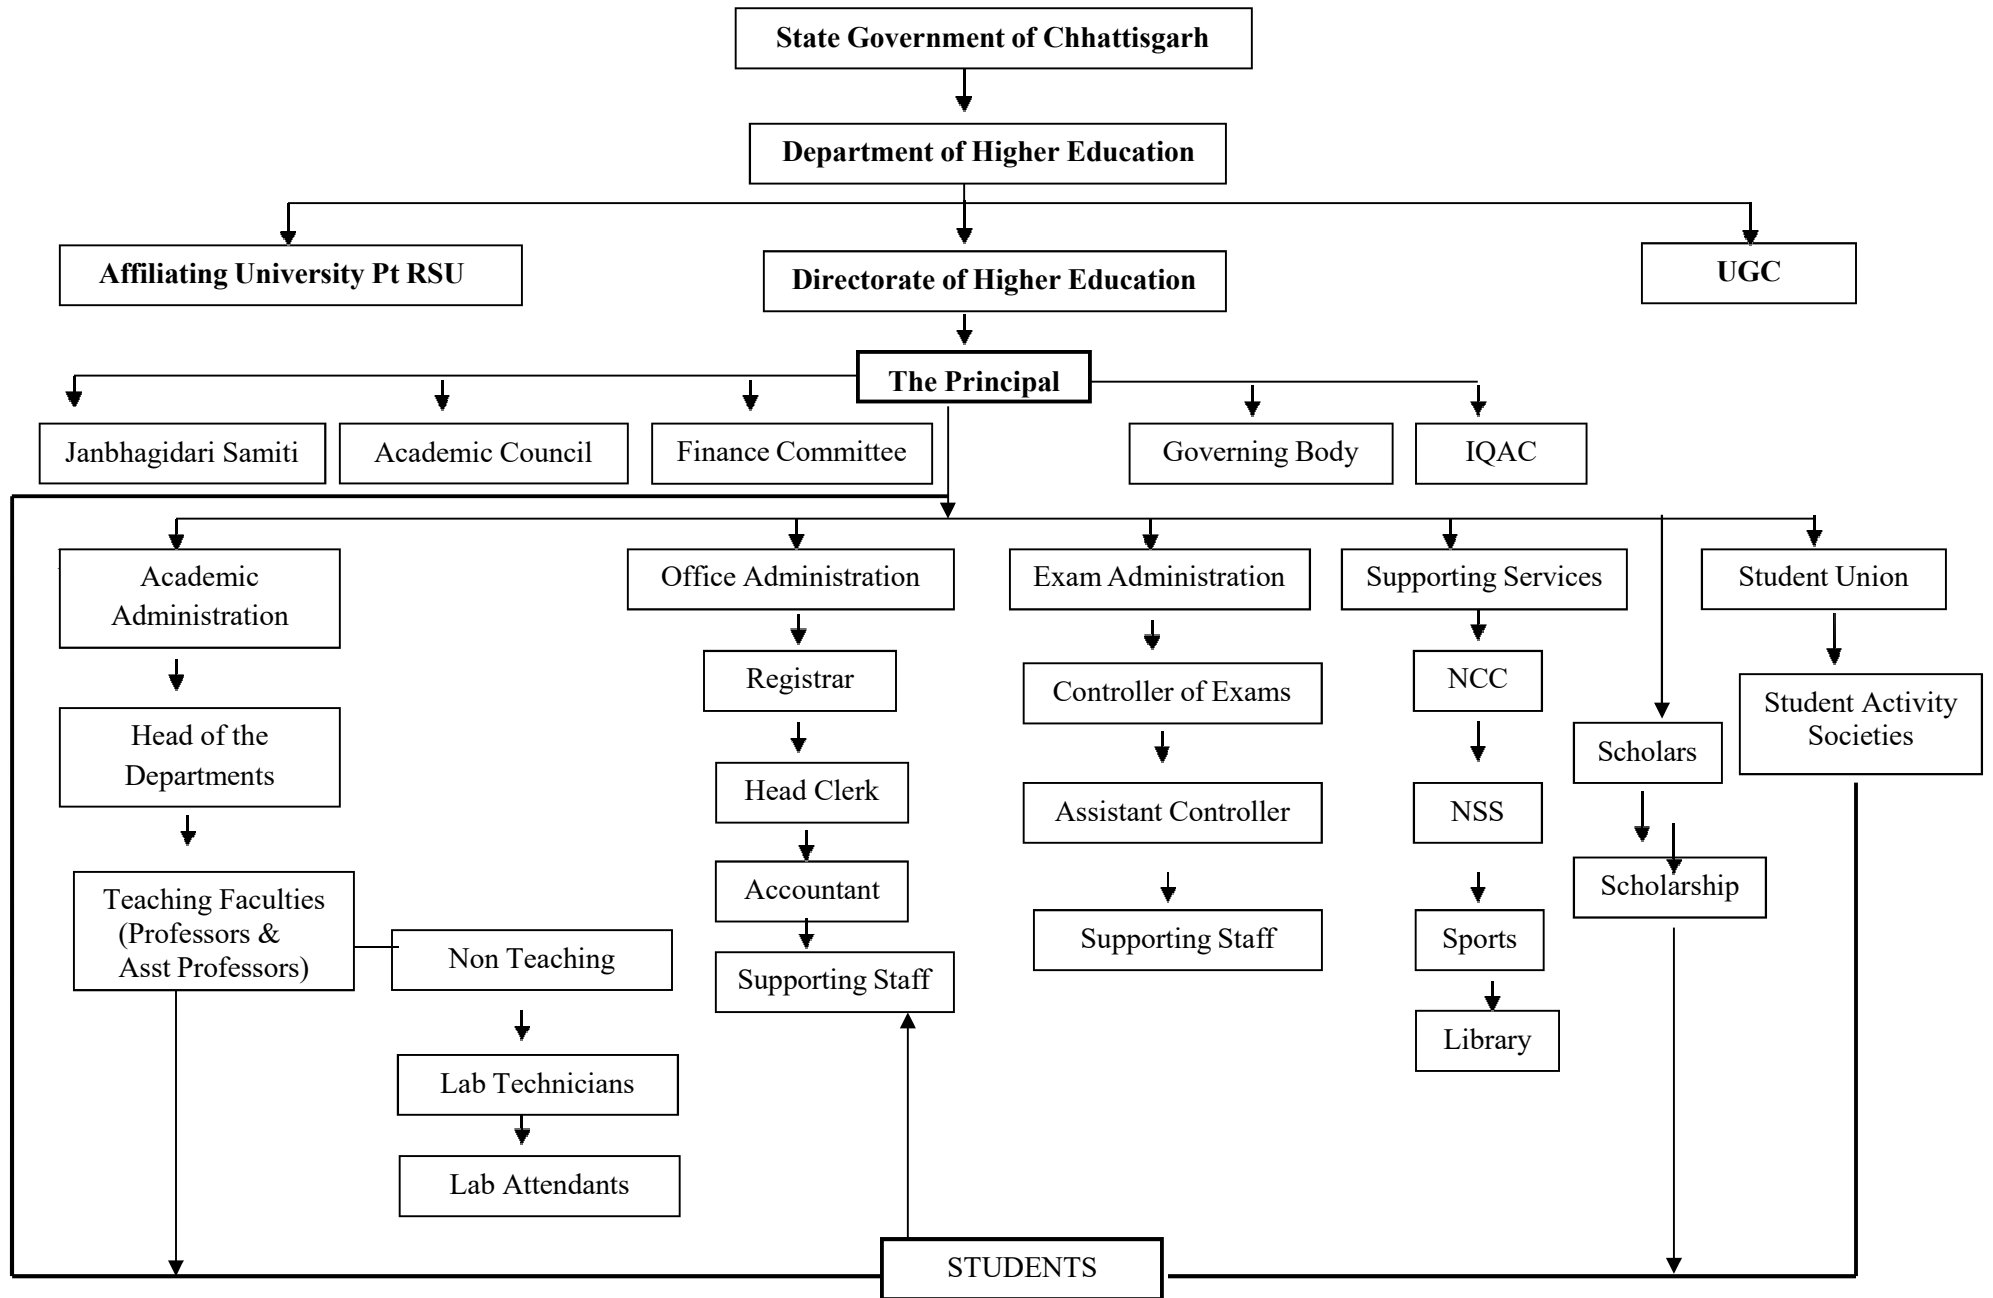 State Government of Chhattisgarh
Department of Higher Education
Affiliating University Pt RSU
Directorate of Higher Education
UGC
The Principal
Janbhagidari Samiti
Academic Council
Finance Committee
Governing Body
IQAC
Academic
Administration
Office Administration
Exam Administration
Supporting Services
Student Union
Head of the
Departments
Registrar
Controller of Exams
NCC
Scholars
Student Activity
Societies
Head Clerk
Assistant Controller
NSS
Teaching Faculties
(Professors &
Asst Professors)
Non Teaching
Accountant
Scholarship
Supporting Staff
Supporting Staff
Sports
Library
Lab Technicians
Lab Attendants
STUDENTS